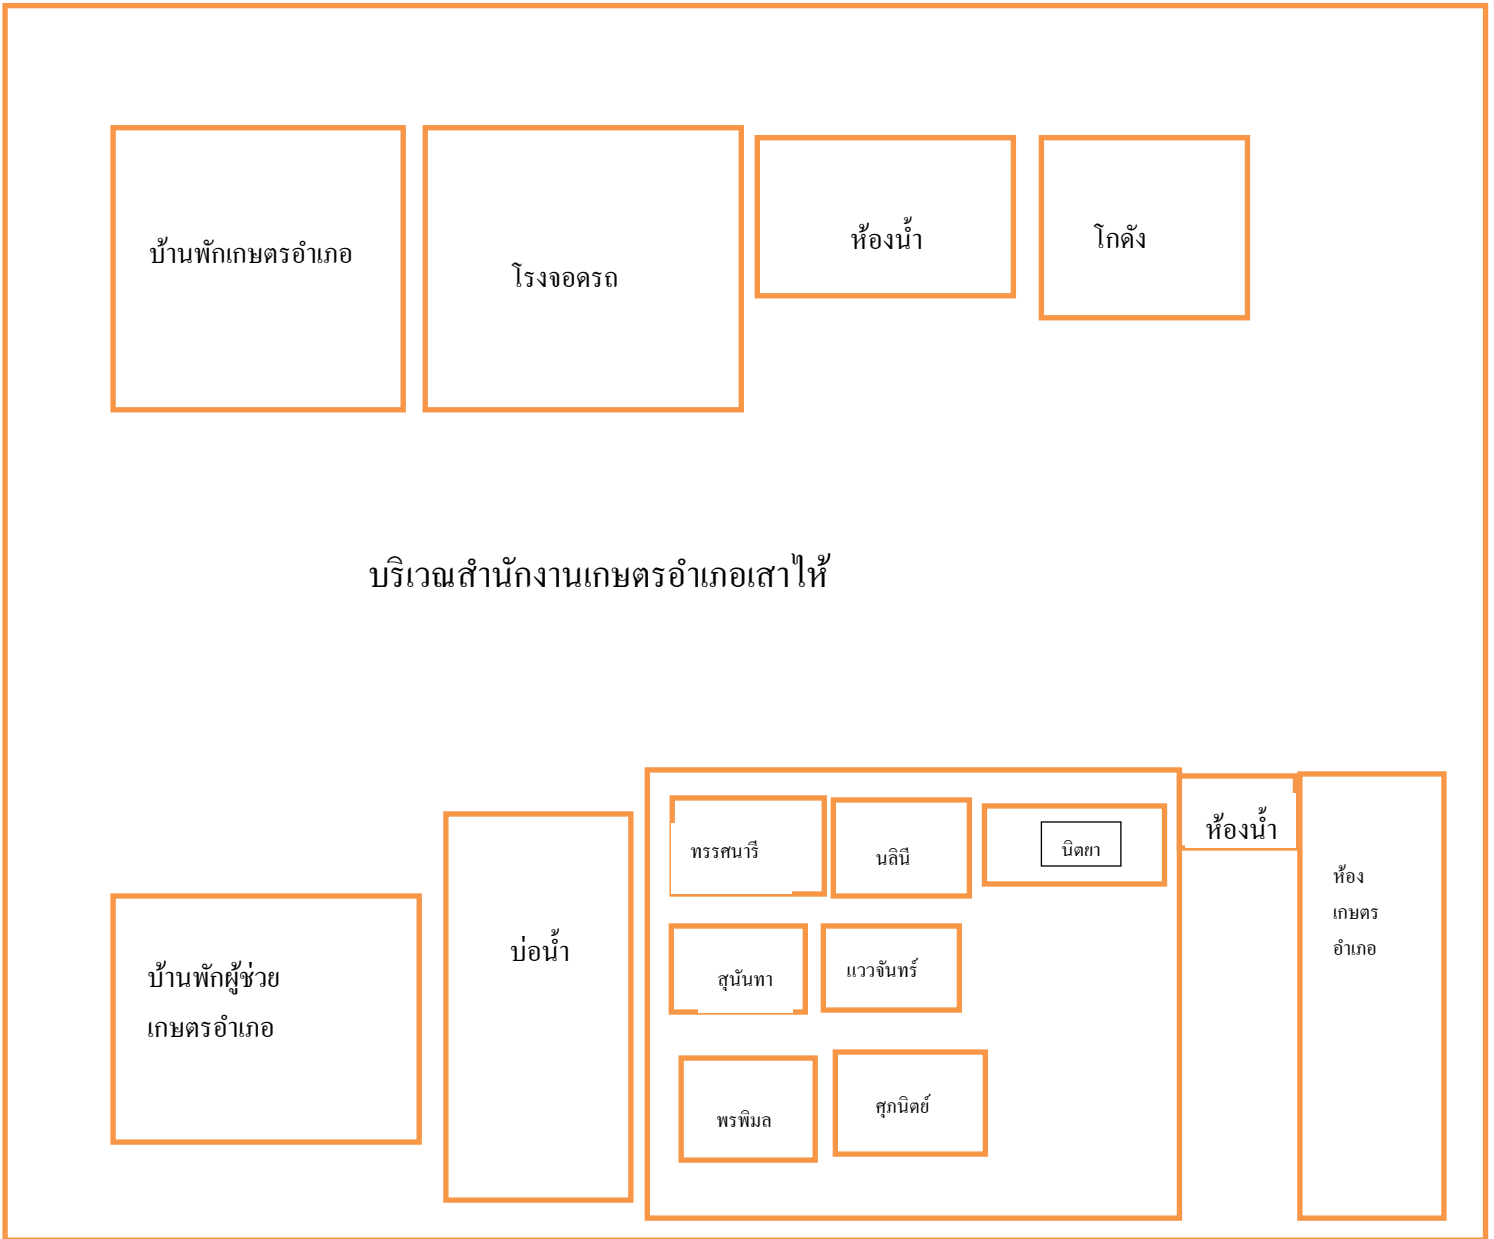 บ้านพักเกษตรอำเภอ
โรงจอดรถ
ห้องน้ำ
โกดัง
บริเวณสำนักงานเกษตรอำเภอเสาไห้
ทรรศนารี
นลินี
นิตยา
ห้องน้ำ
ห้อง
เกษตร
อำเภอ
บ่อน้ำ
บ้านพักผู้ช่วย
เกษตรอำเภอ
สุนันทา
แววจันทร์
พรพิมล
ศุภนิตย์